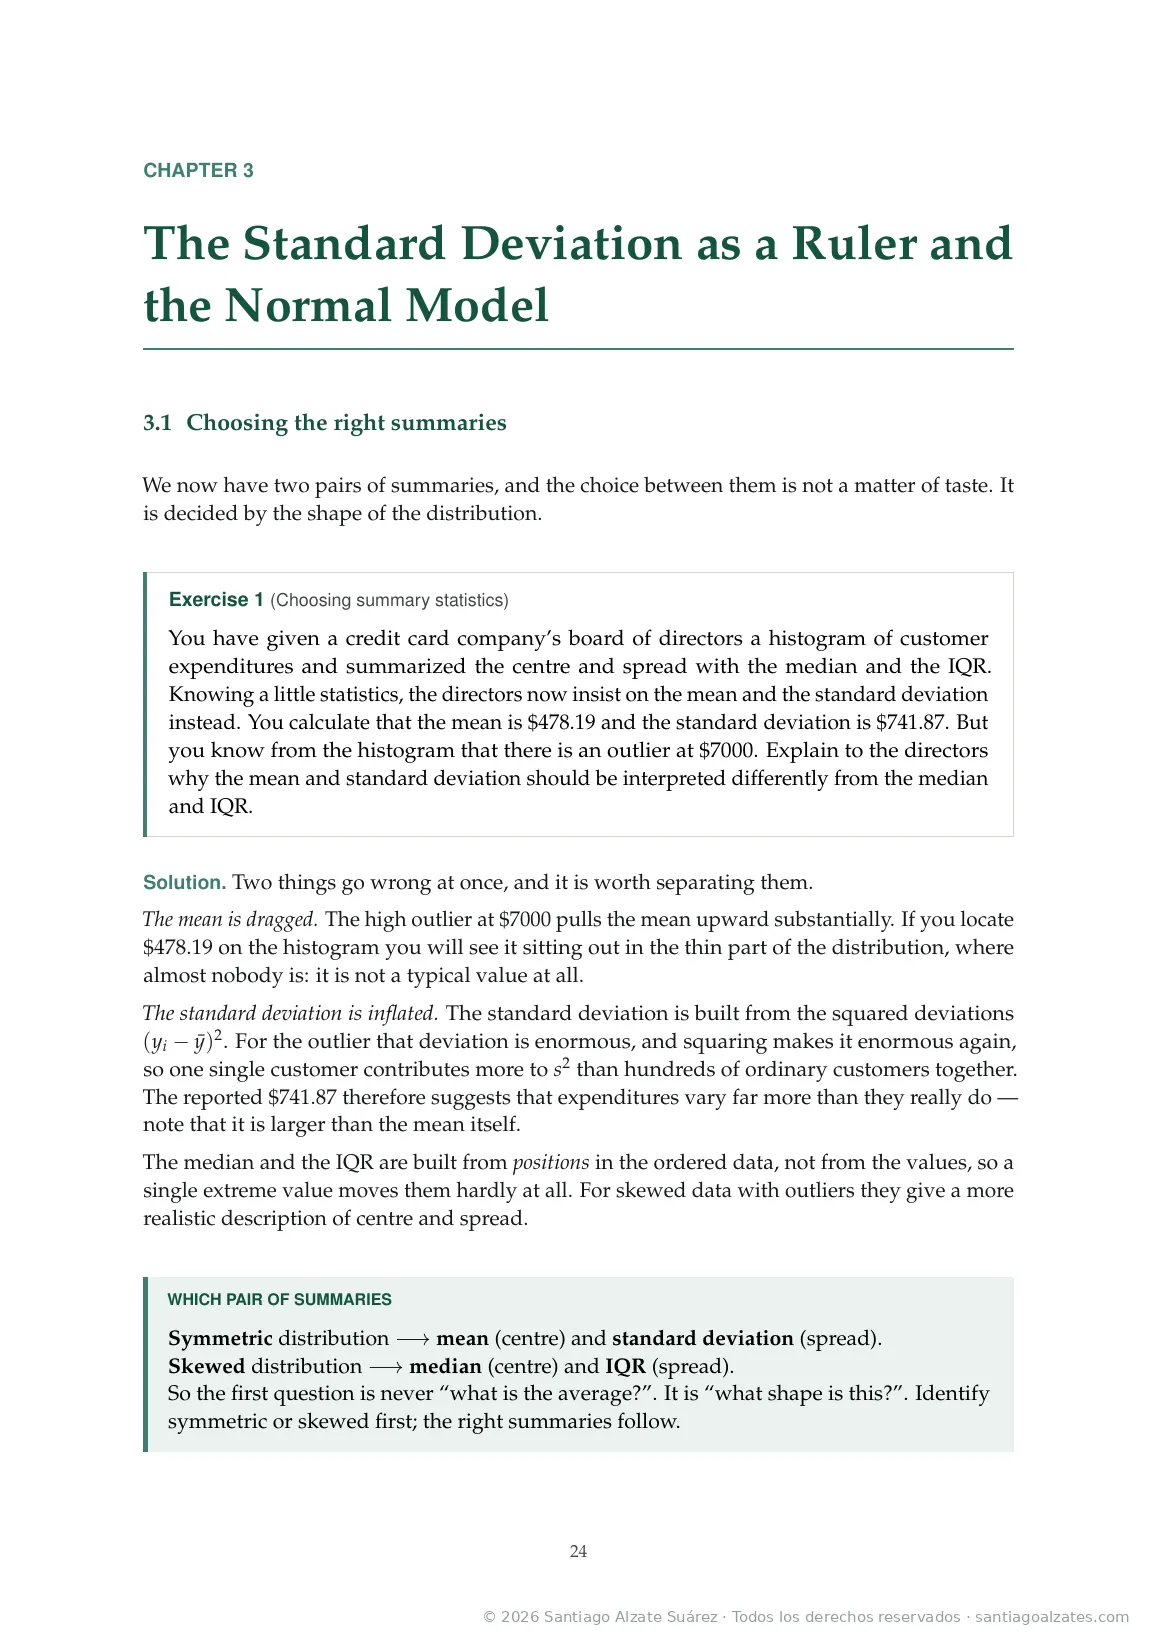 CHAPTER 3
The Standard Deviation as a Ruler and
the Normal Model
3.1 Choosing the right summaries
We now have two pairs of summaries, and the choice between them is not a matter of taste. It
is decided by the shape of the distribution.
Exercise 1 (Choosing summary statistics)
You have given a credit card company's board of directors a histogram of customer
expenditures and summarized the centre and spread with the median and the IQR.
Knowing a little statistics, the directors now insist on the mean and the standard deviation
instead. You calculate that the mean is $478.19 and the standard deviation is $741.87. But
you know from the histogram that there is an outlier at $7000. Explain to the directors
why the mean and standard deviation should be interpreted differently from the median
and IQR.
Solution. Two things go wrong at once, and it is worth separating them.
The mean is dragged. The high outlier at $7000 pulls the mean upward substantially. If you locate
$478.19 on the histogram you will see it sitting out in the thin part of the distribution, where
almost nobody is: it is not a typical value at all.
The standard deviation is inflated. The standard deviation is built from the squared deviations
(yᵢ − ȳ)². For the outlier that deviation is enormous, and squaring makes it enormous again,
so one single customer contributes more to s² than hundreds of ordinary customers together.
The reported $741.87 therefore suggests that expenditures vary far more than they really do —
note that it is larger than the mean itself.
The median and the IQR are built from positions in the ordered data, not from the values, so a
single extreme value moves them hardly at all. For skewed data with outliers they give a more
realistic description of centre and spread.
WHICH PAIR OF SUMMARIES
Symmetric distribution ⟶ mean (centre) and standard deviation (spread).
Skewed distribution ⟶ median (centre) and IQR (spread).
So the first question is never “what is the average?”. It is “what shape is this?”. Identify
symmetric or skewed first; the right summaries follow.
24
© 2026 Santiago Alzate Suárez · Todos los derechos reservados · santiagoalzates.com